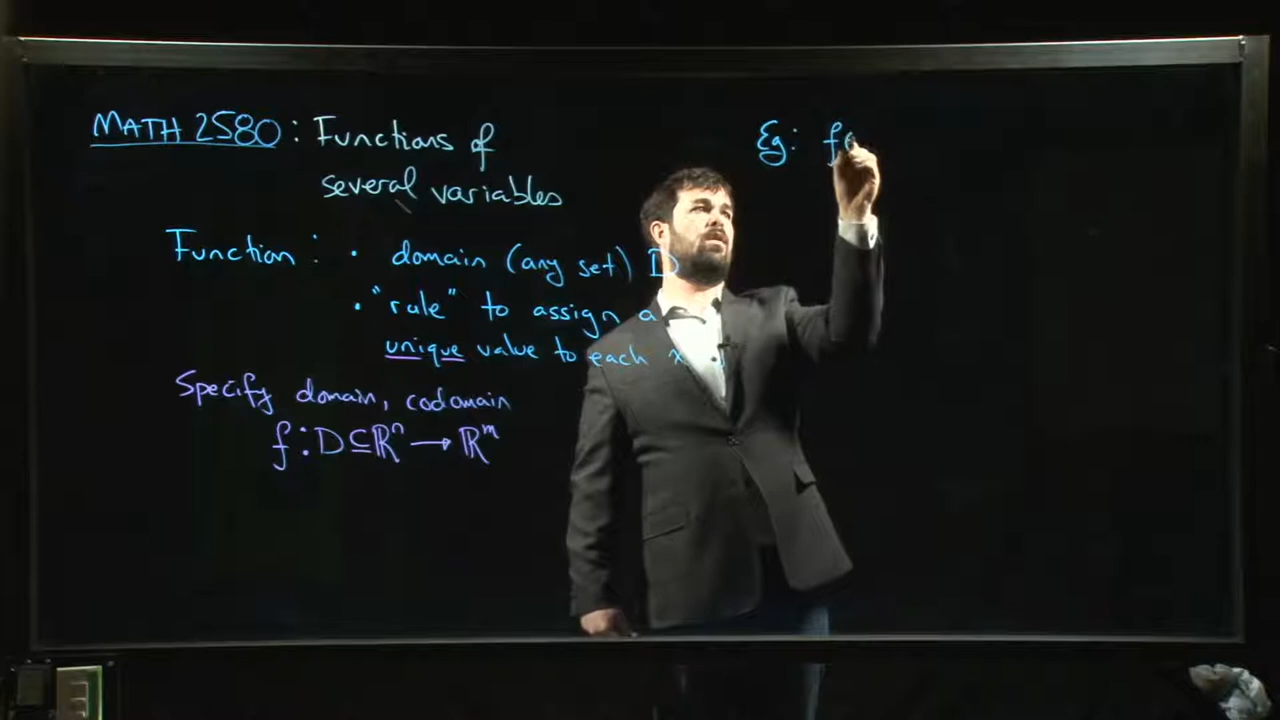 MATH 2580: Functions of
several variables
Function: • domain (any set) D
• "rule" to assign a
unique value to each x
Specify domain, codomain
f: D ⊆ ℝⁿ → ℝᵐ
Eg: f(